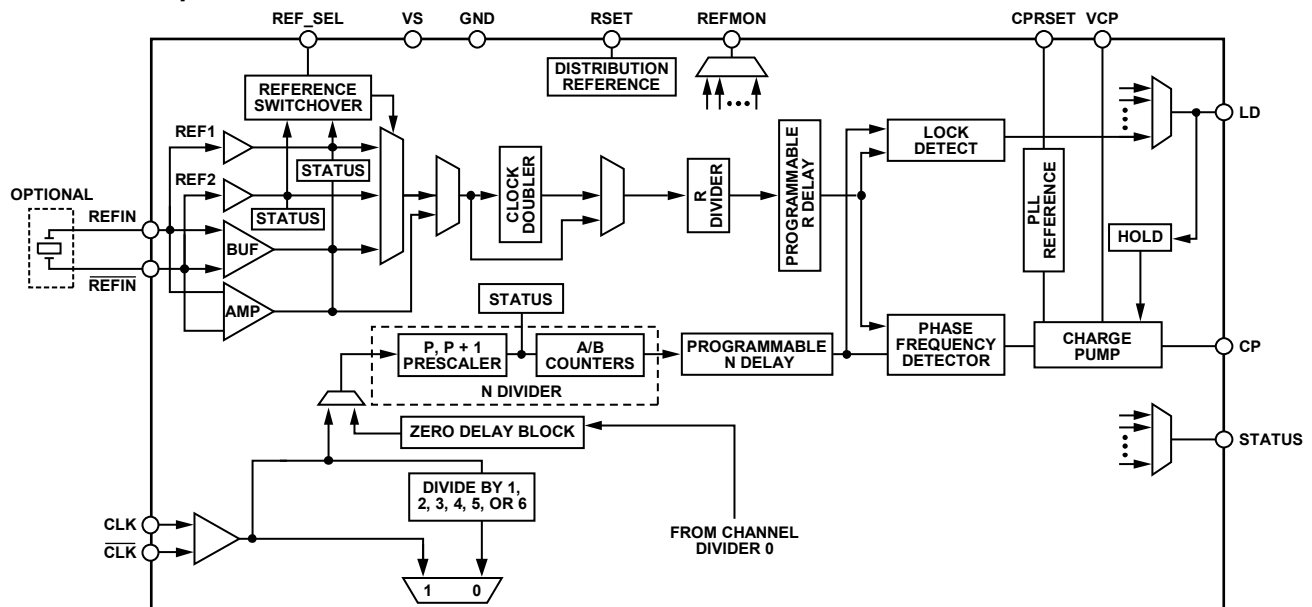 REF_SEL
VS
GND
RSET
REFMON
CPRSET
VCP
DISTRIBUTION
REFERENCE
REFERENCE
SWITCHOVER
REF1
STATUS
REF2
STATUS
OPTIONAL
REFIN
REFIN
BUF
AMP
CLOCK
DOUBLER
R
DIVIDER
PROGRAMMABLE
R DELAY
LOCK
DETECT
PLL
REFERENCE
LD
HOLD
STATUS
P, P + 1
PRESCALER
A/B
COUNTERS
N DIVIDER
PROGRAMMABLE
N DELAY
PHASE
FREQUENCY
DETECTOR
CHARGE
PUMP
CP
ZERO DELAY BLOCK
STATUS
DIVIDE BY 1,
2, 3, 4, 5, OR 6
CLK
CLK
FROM CHANNEL
DIVIDER 0
1 0